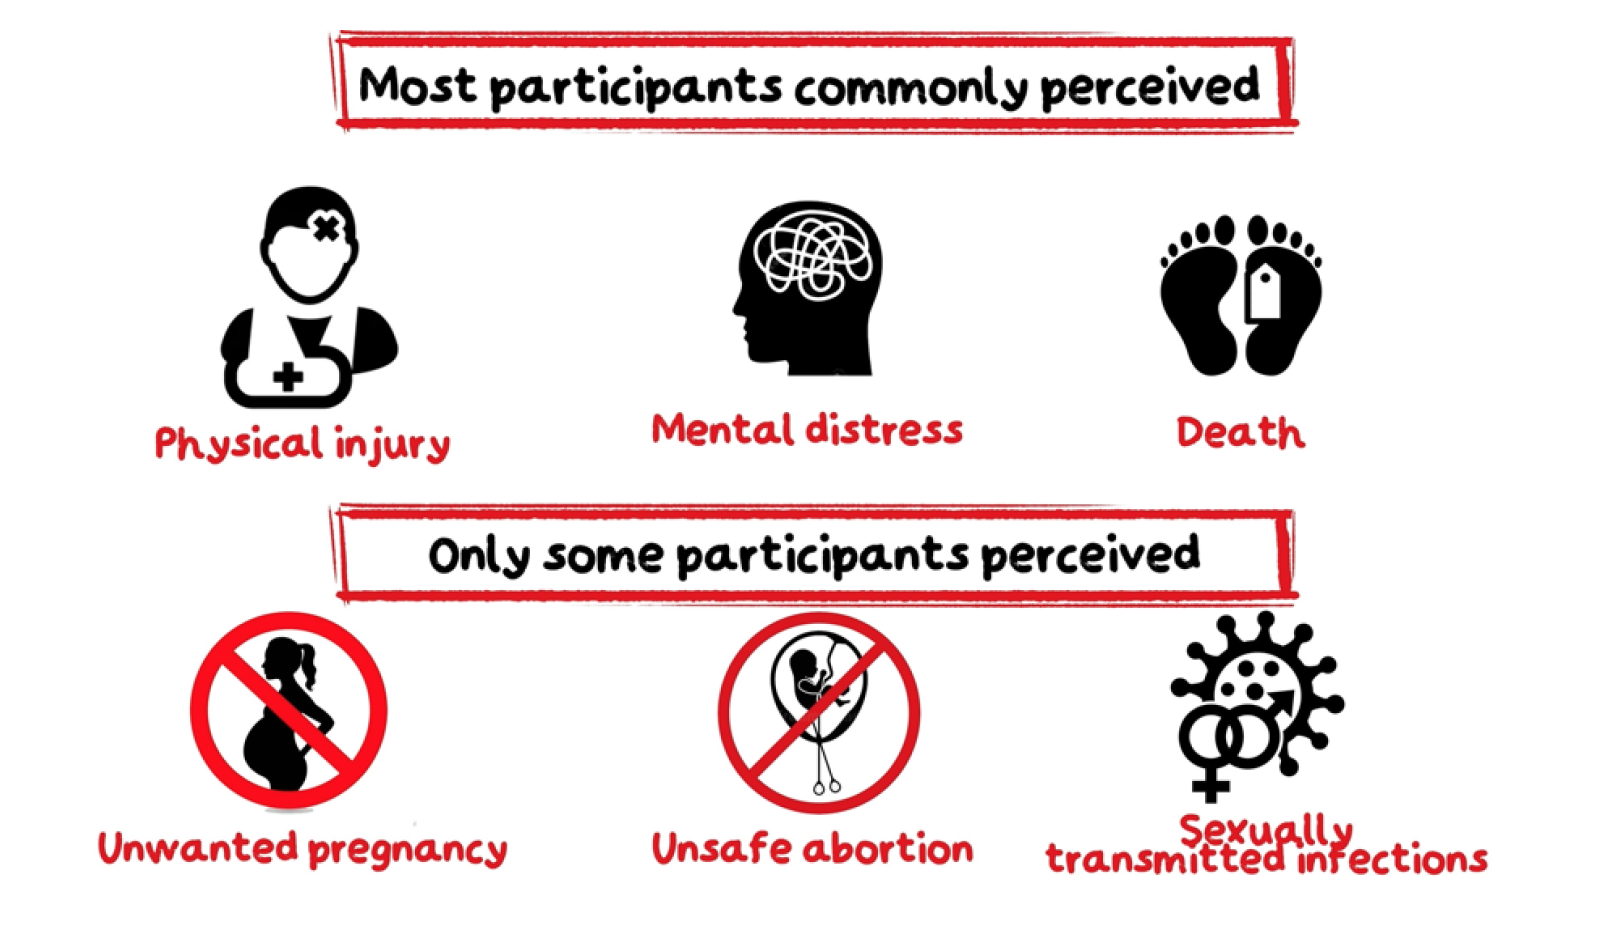 Most participants commonly perceived
Physical injury
Mental distress
Death
Only some participants perceived
Unwanted pregnancy
Unsafe abortion
Sexually
transmitted infections